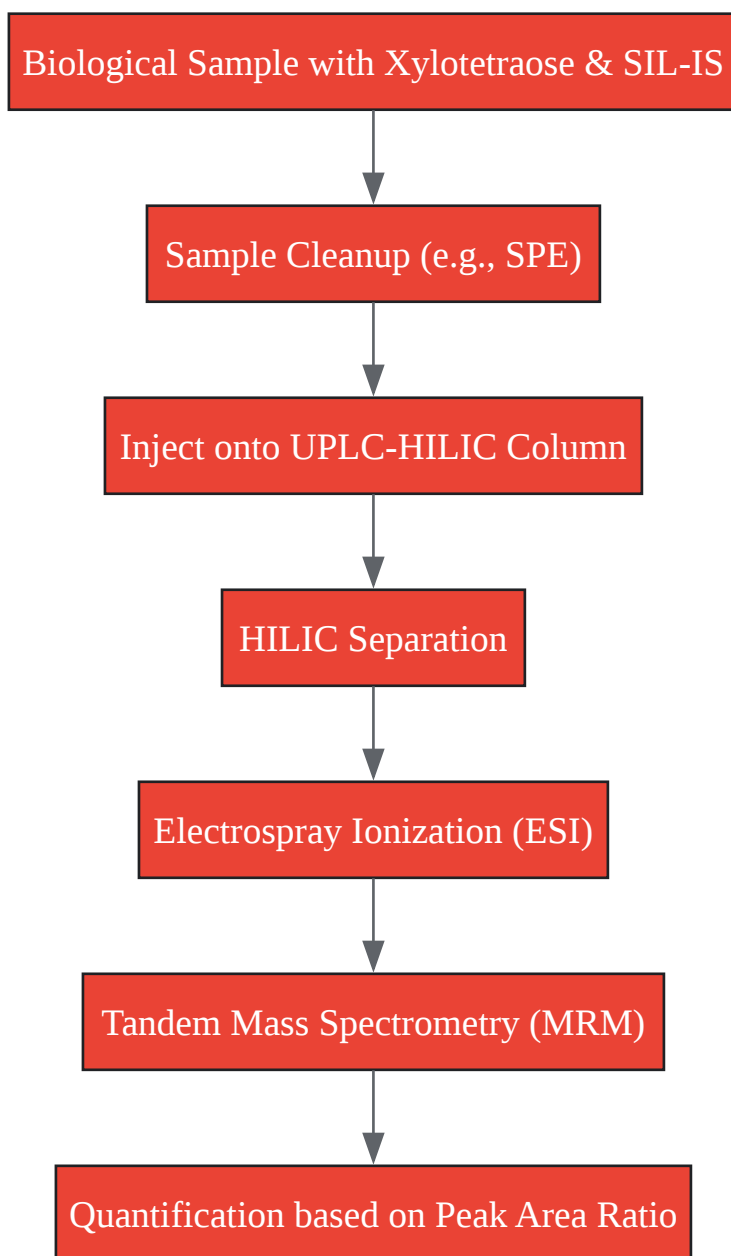 Biological Sample with Xylotetraose & SIL-IS
Sample Cleanup (e.g., SPE)
Inject onto UPLC-HILIC Column
HILIC Separation
Electrospray Ionization (ESI)
Tandem Mass Spectrometry (MRM)
Quantification based on Peak Area Ratio